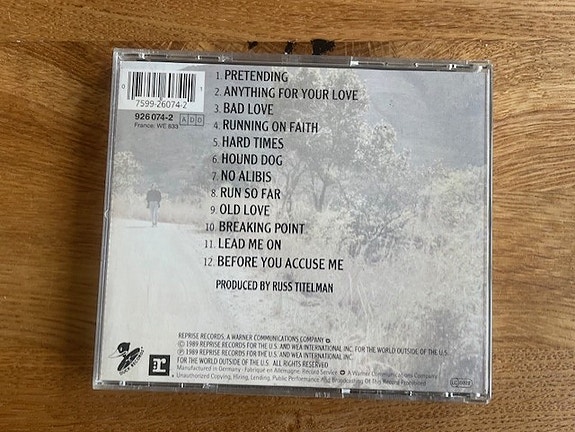 0 7599-26074-2 1
926 074-2 ADD
France: WE 833
1. PRETENDING
2. ANYTHING FOR YOUR LOVE
3. BAD LOVE
4. RUNNING ON FAITH
5. HARD TIMES
6. HOUND DOG
7. NO ALIBIS
8. RUN SO FAR
9. OLD LOVE
10. BREAKING POINT
11. LEAD ME ON
12. BEFORE YOU ACCUSE ME
PRODUCED BY RUSS TITELMAN
REPRISE RECORDS, A WARNER COMMUNICATIONS COMPANY
© 1989 REPRISE RECORDS FOR THE U.S. AND WEA INTERNATIONAL INC. FOR THE WORLD OUTSIDE OF THE U.S.
℗ 1989 REPRISE RECORDS FOR THE U.S. AND WEA INTERNATIONAL INC.
FOR THE WORLD OUTSIDE OF THE U.S. ALL RIGHTS RESERVED
Manufactured in Germany · Fabriqué en Allemagne · Record Service A Warner Communications Company
Unauthorized Copying, Hiring, Lending, Public Performance And Broadcasting Of This Record Prohibited
DUCK RECORDS
r